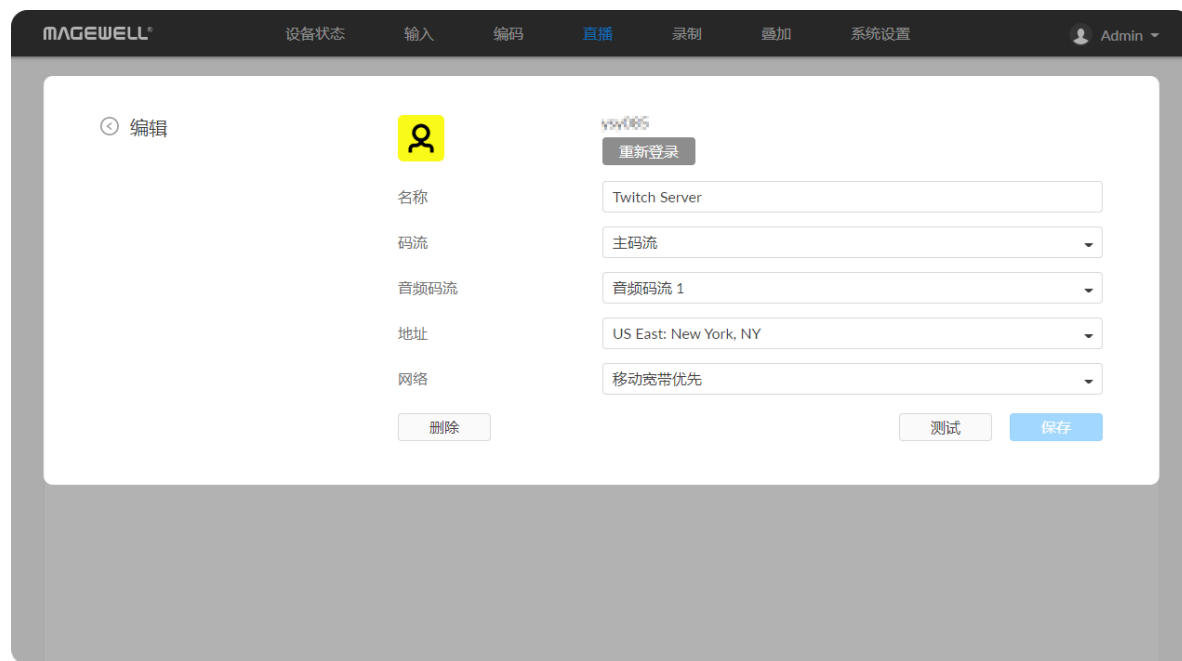 MAGEWELL® 设备状态 输入 编码 直播 录制 叠加 系统设置 Admin
编辑
重新登录
名称 Twitch Server
码流 主码流
音频码流 音频码流 1
地址 US East: New York, NY
网络 移动宽带优先
删除 测试 保存